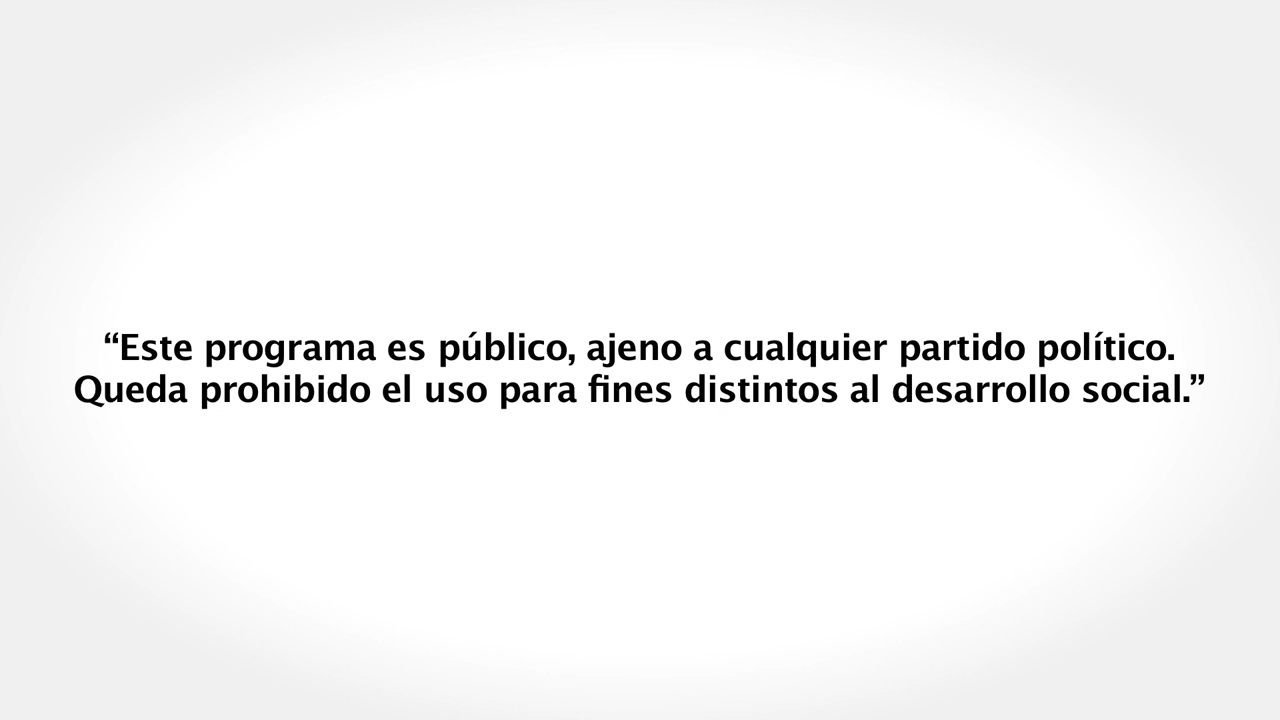 “Este programa es público, ajeno a cualquier partido político.
Queda prohibido el uso para fines distintos al desarrollo social.”